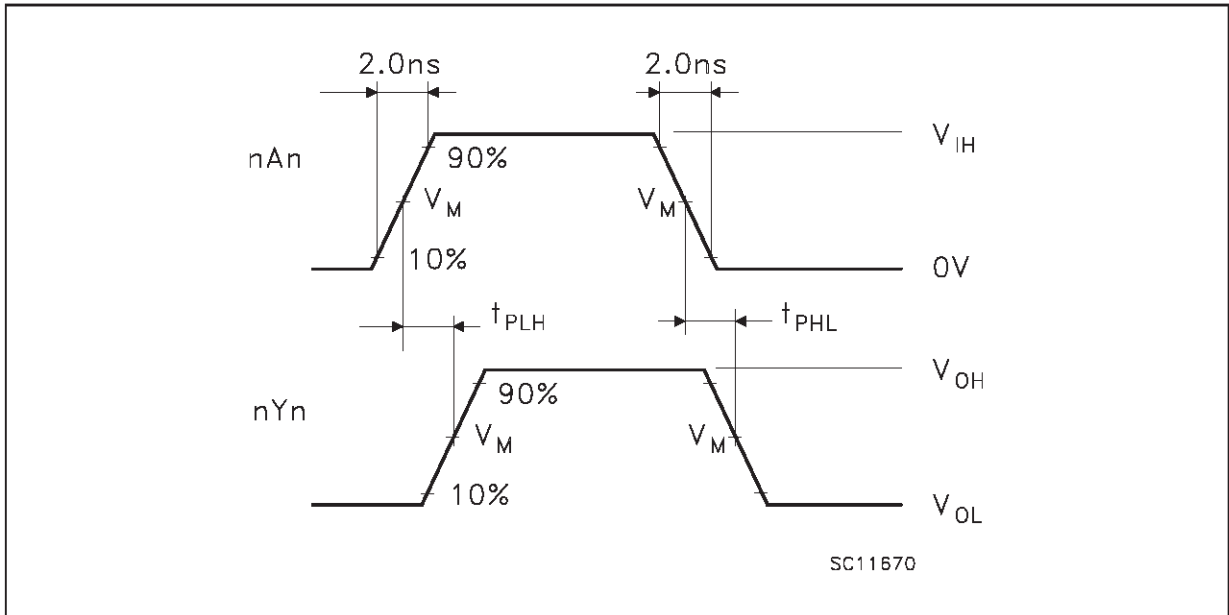 2.0ns 2.0ns
nAn
90%
V_IH
V_M V_M
10%
0V
t_PLH t_PHL
nYn
90%
V_OH
V_M V_M
10%
V_OL
SC11670